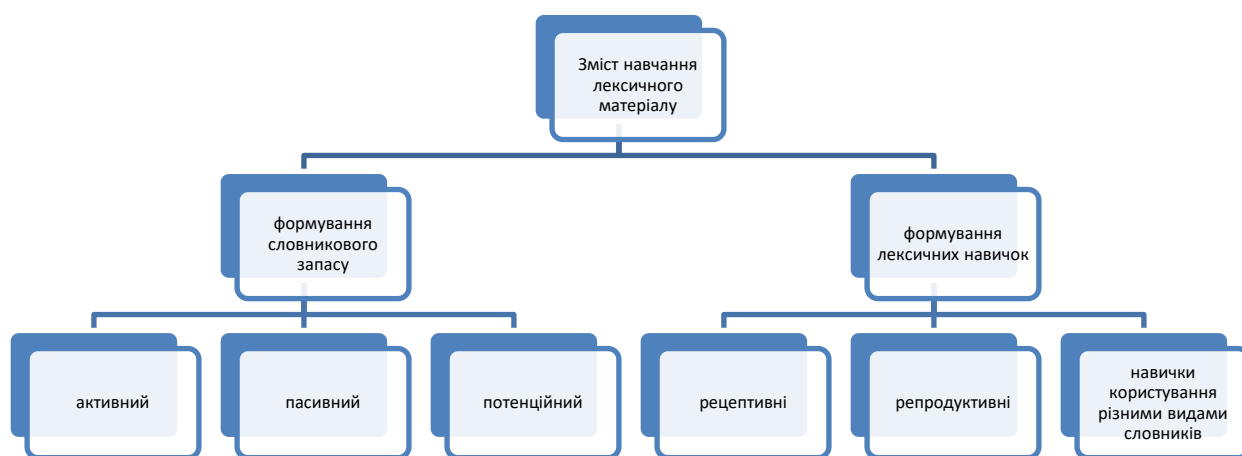 Зміст навчання
лексичного
матеріалу
формування
словникового
запасу
формування
лексичних навичок
активний
пасивний
потенційний
рецептивні
репродуктивні
навички
користування
різними видами
словників